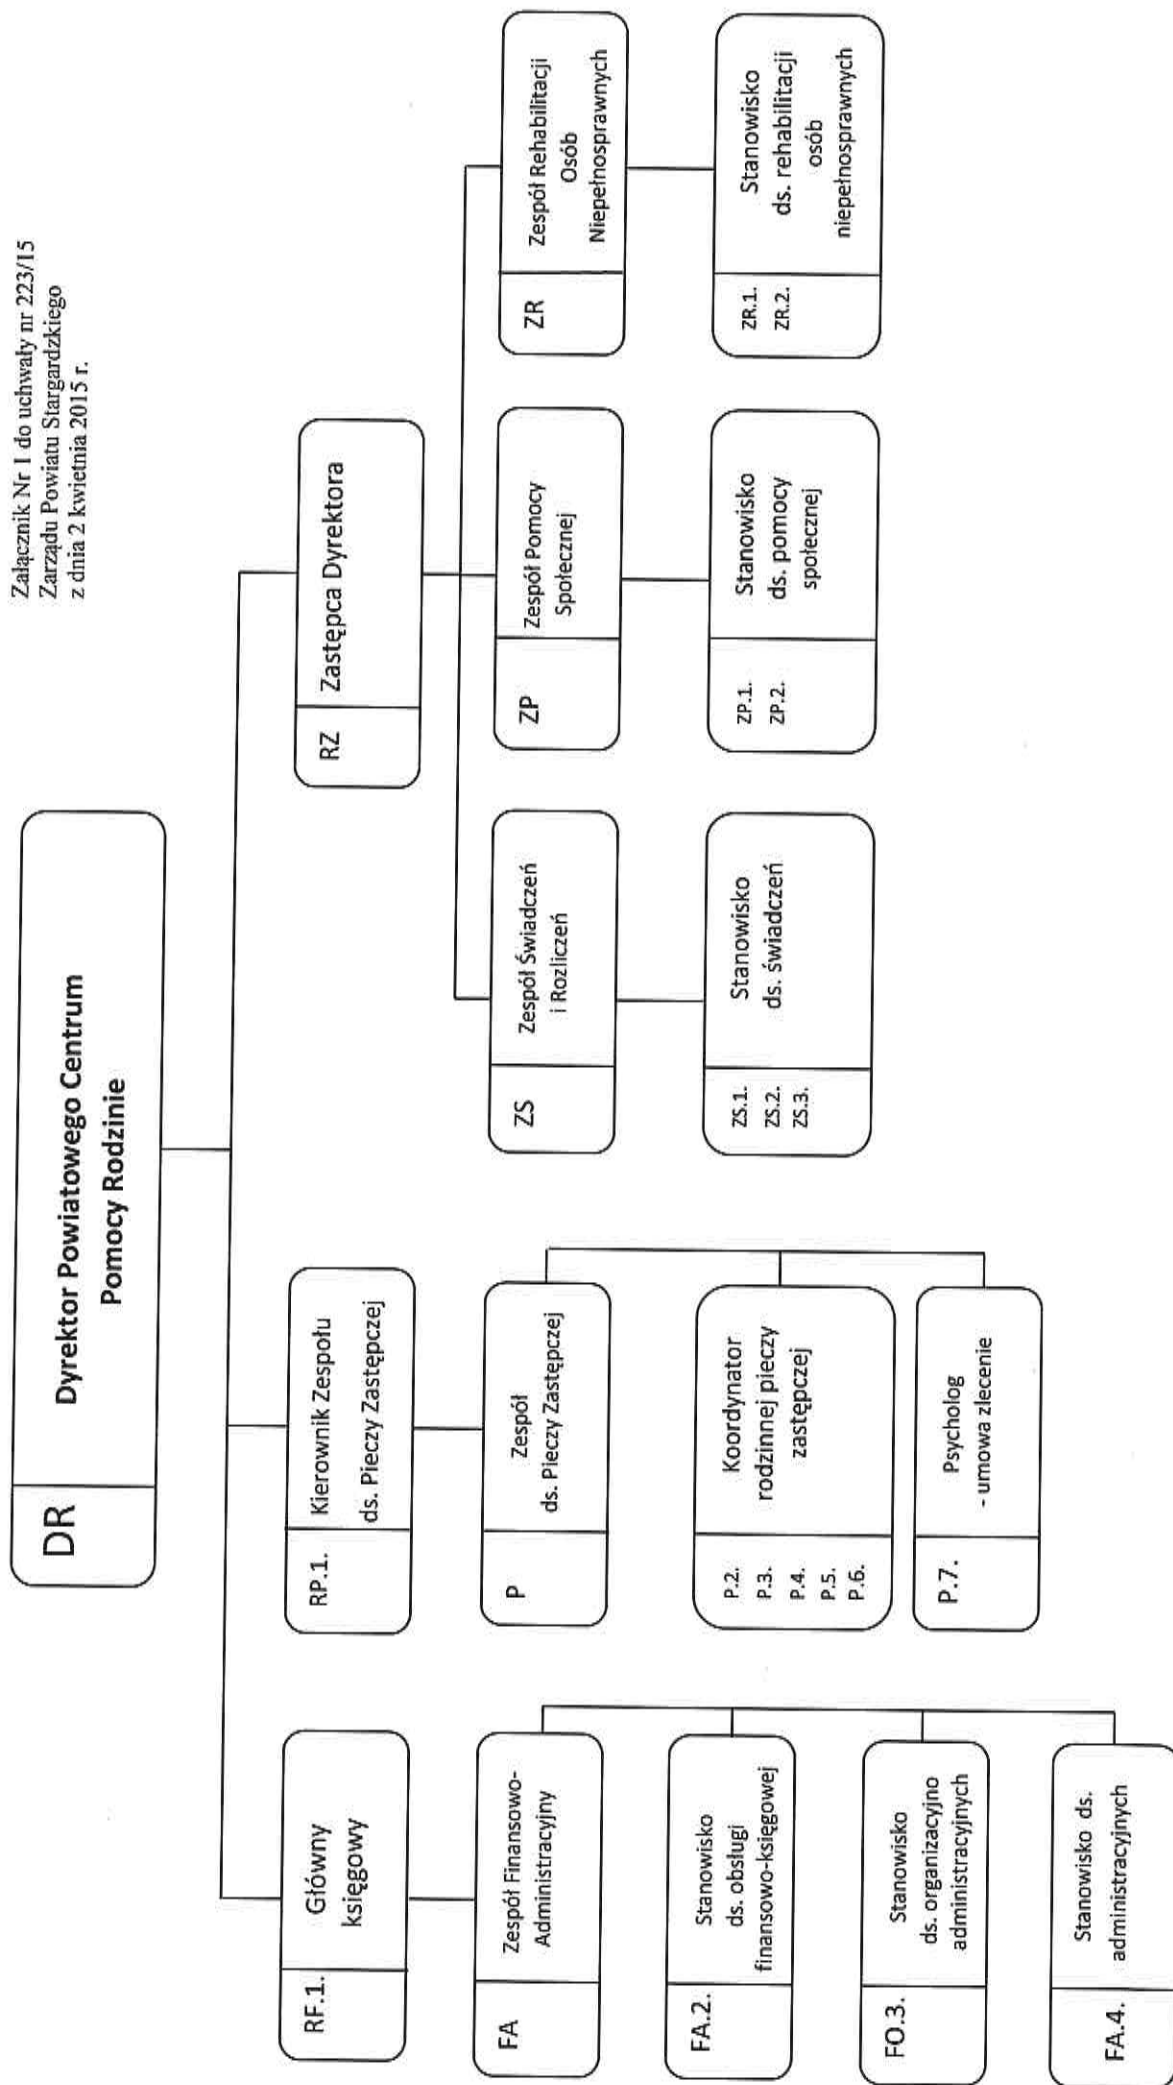 Załącznik Nr 1 do uchwały nr 223/15
Zarządu Powiatu Stargardzkiego
z dnia 2 kwietnia 2015 r.
DR
Dyrektor Powiatowego Centrum
Pomocy Rodzinie
RF.1.
Główny
księgowy
RP.1.
Kierownik Zespołu
ds. Pieczy Zastępczej
RZ
Zastępca Dyrektora
FA
Zespół Finansowo-
Administracyjny
P
Zespół
ds. Pieczy Zastępczej
ZS
Zespół Świadczeń
i Rozliczeń
ZP
Zespół Pomocy
Społecznej
ZR
Zespół Rehabilitacji
Osób
Niepełnosprawnych
FA.2.
Stanowisko
ds. obsługi
finansowo-księgowej
P.2.
P.3.
P.4.
P.5.
P.6.
Koordynator
rodzinnej pieczy
zastępczej
ZS.1.
ZS.2.
ZS.3.
Stanowisko
ds. świadczeń
ZP.1.
ZP.2.
Stanowisko
ds. pomocy
społecznej
ZR.1.
ZR.2.
Stanowisko
ds. rehabilitacji
osób
niepełnosprawnych
FO.3.
Stanowisko
ds. organizacyjno
administracyjnych
P.7.
Psycholog
- umowa zlecenie
FA.4.
Stanowisko ds.
administracyjnych